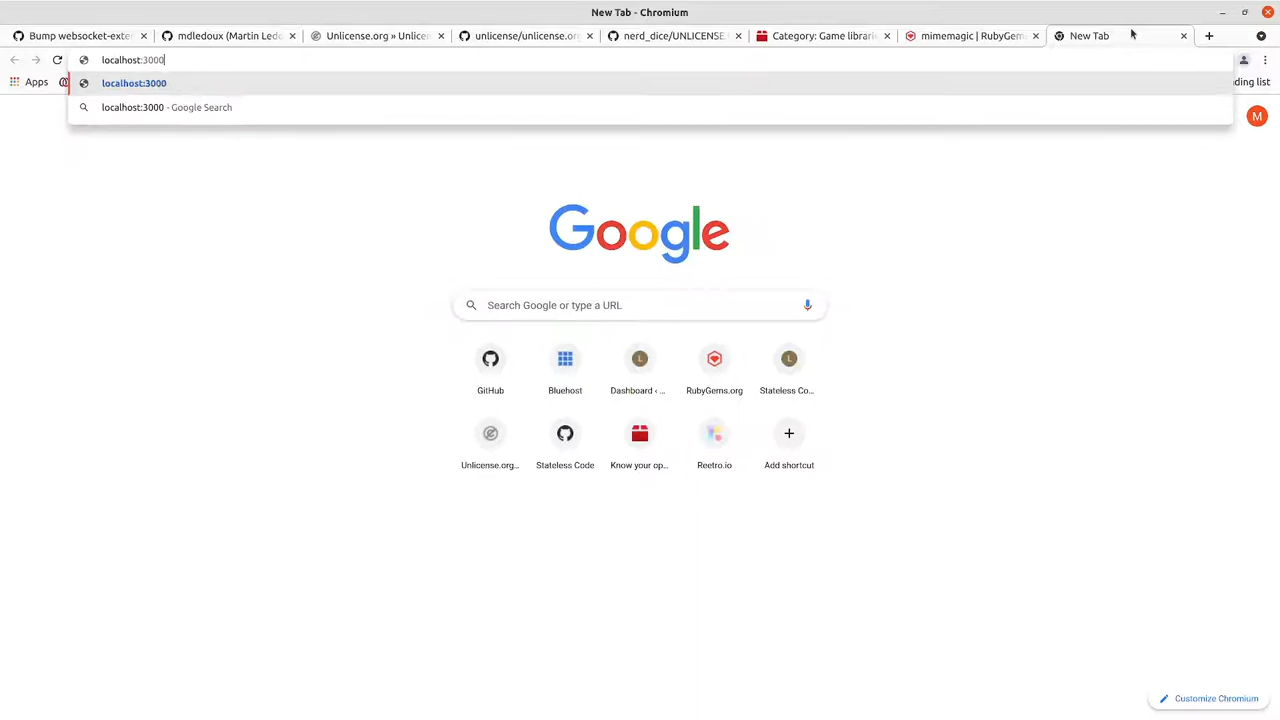 New Tab - Chromium
Bump websocket-exte
mdledoux (Martin Ledo
Unlicense.org » Unlicen
unlicense/unlicense.org
nerd_dice/UNLICENSE.
Category: Game librarie
mimemagic | RubyGem
New Tab
localhost:3000
Apps
localhost:3000
ding list
localhost:3000 - Google Search
M
Google
Search Google or type a URL
GitHub
Bluehost
Dashboard ‹ ...
RubyGems.org
Stateless Co...
Unlicense.org...
Stateless Code
Know your op...
Reetro.io
Add shortcut
Customize Chromium